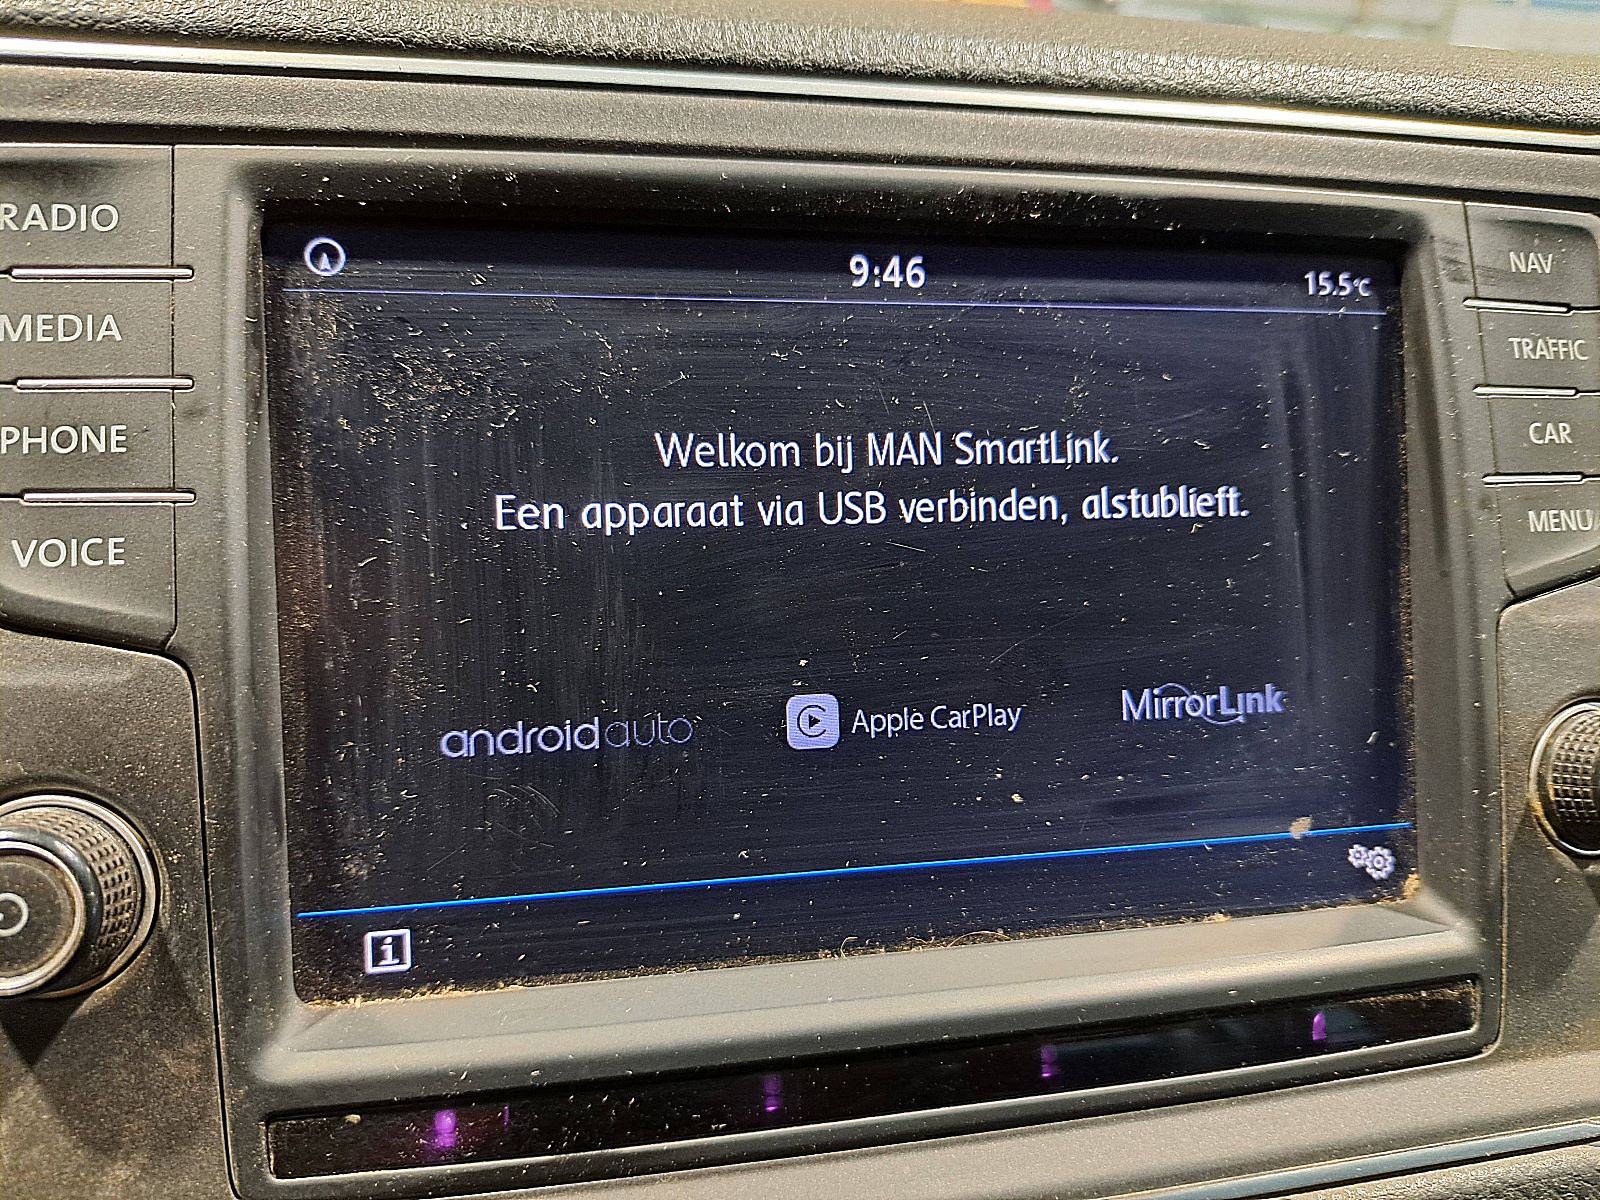 RADIO
MEDIA
PHONE
VOICE
9:46
15.5°C
Welkom bij MAN SmartLink.
Een apparaat via USB verbinden, alstublieft.
androidauto
Apple CarPlay
MirrorLink
i
NAV
TRAFFIC
CAR
MENU